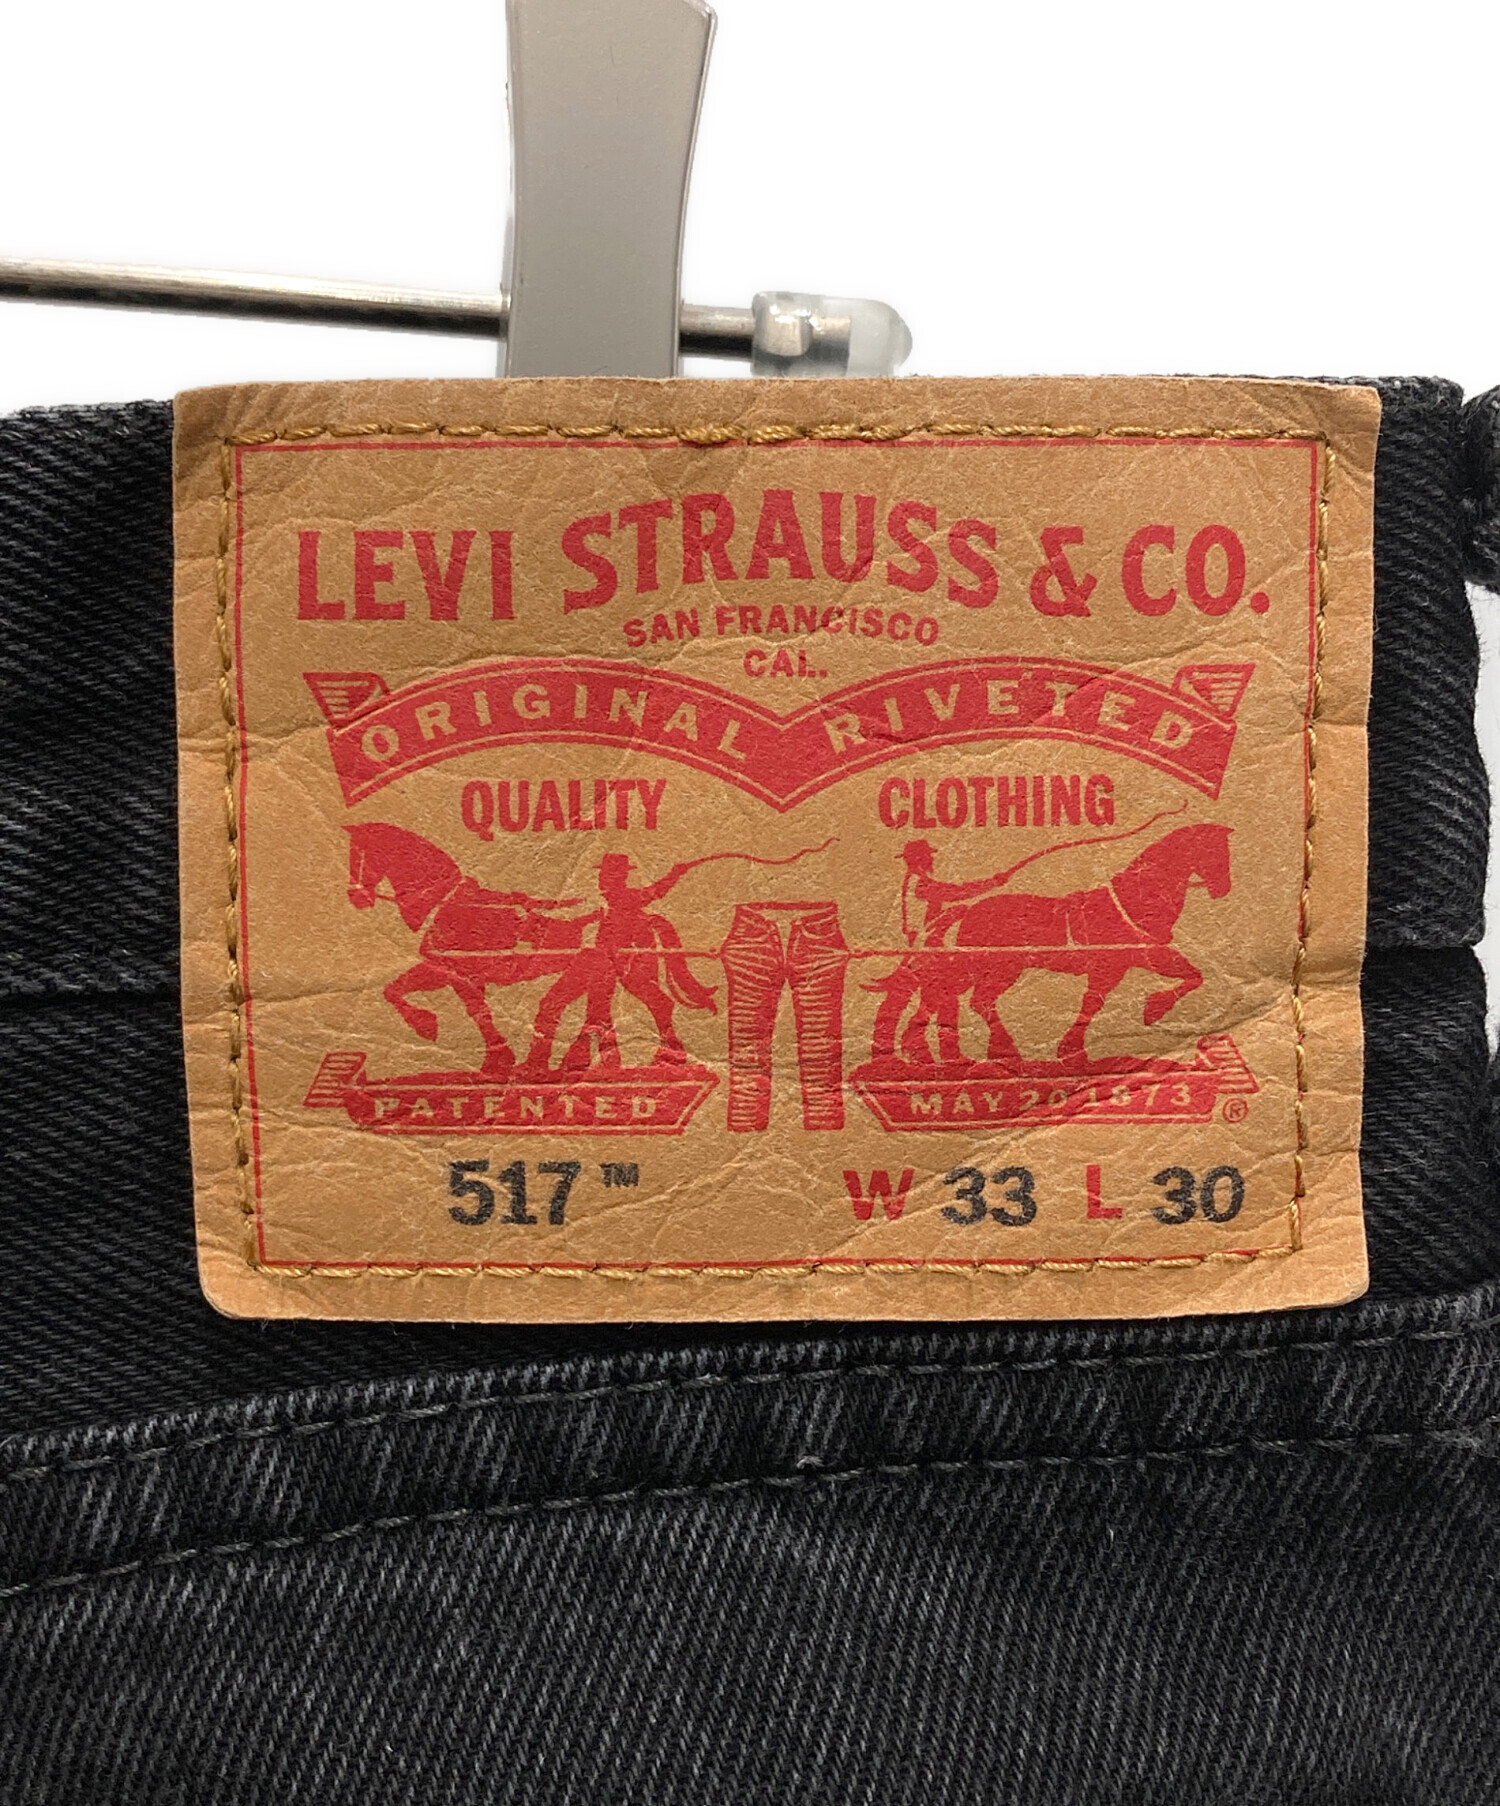 LEVI STRAUSS & CO.
SAN FRANCISCO
CAL.
ORIGINAL RIVETED
QUALITY CLOTHING
PATENTED MAY 20 1873 ®
517™ W 33 L 30